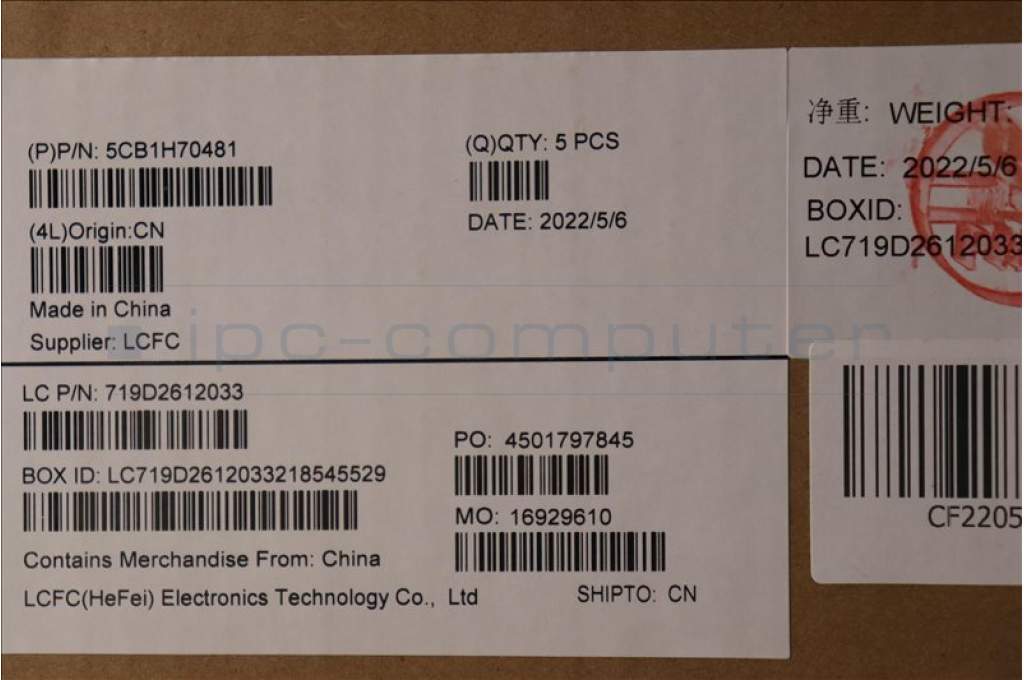 (P)P/N: 5CB1H70481
(Q)QTY: 5 PCS
(4L)Origin:CN
DATE: 2022/5/6
Made in China
Supplier: LCFC
LC P/N: 719D2612033
PO: 4501797845
BOX ID: LC719D2612033218545529
MO: 16929610
Contains Merchandise From: China
LCFC(HeFei) Electronics Technology Co., Ltd
SHIPTO: CN
净重: WEIGHT:
DATE: 2022/5/6
BOXID:
LC719D2612033
CF2205
ipc-computer